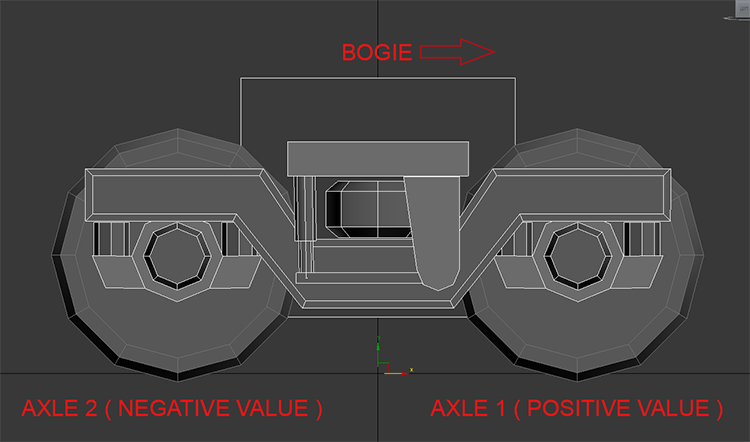 BOGIE
AXLE 2 ( NEGATIVE VALUE )
AXLE 1 ( POSITIVE VALUE )
x